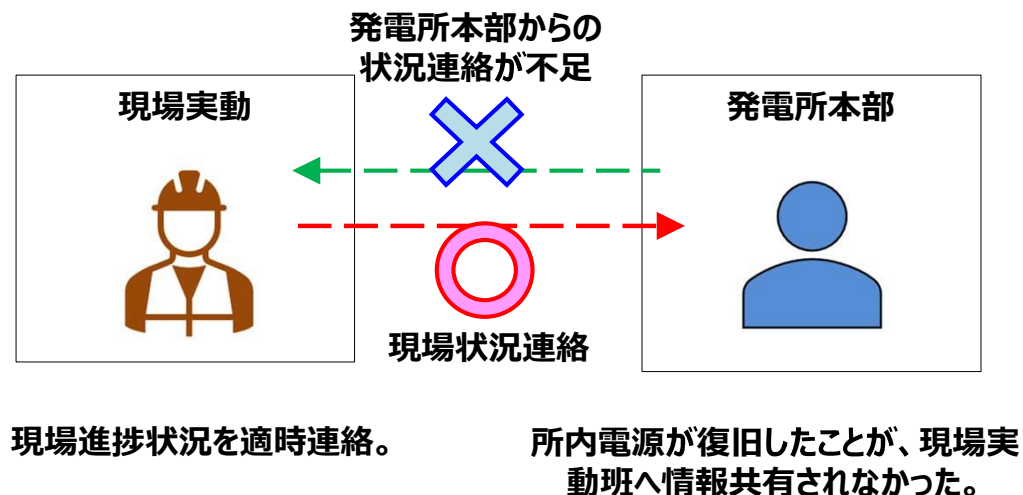 発電所本部からの
状況連絡が不足
現場実動
発電所本部
現場状況連絡
現場進捗状況を適時連絡。
所内電源が復旧したことが、現場実
動班へ情報共有されなかった。